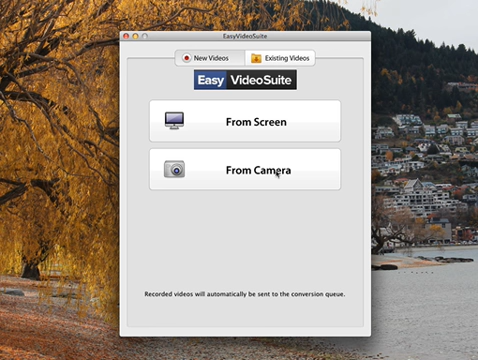 EasyVideoSuite
New Videos
Existing Videos
Easy VideoSuite
From Screen
From Camera
Recorded videos will automatically be sent to the conversion queue.